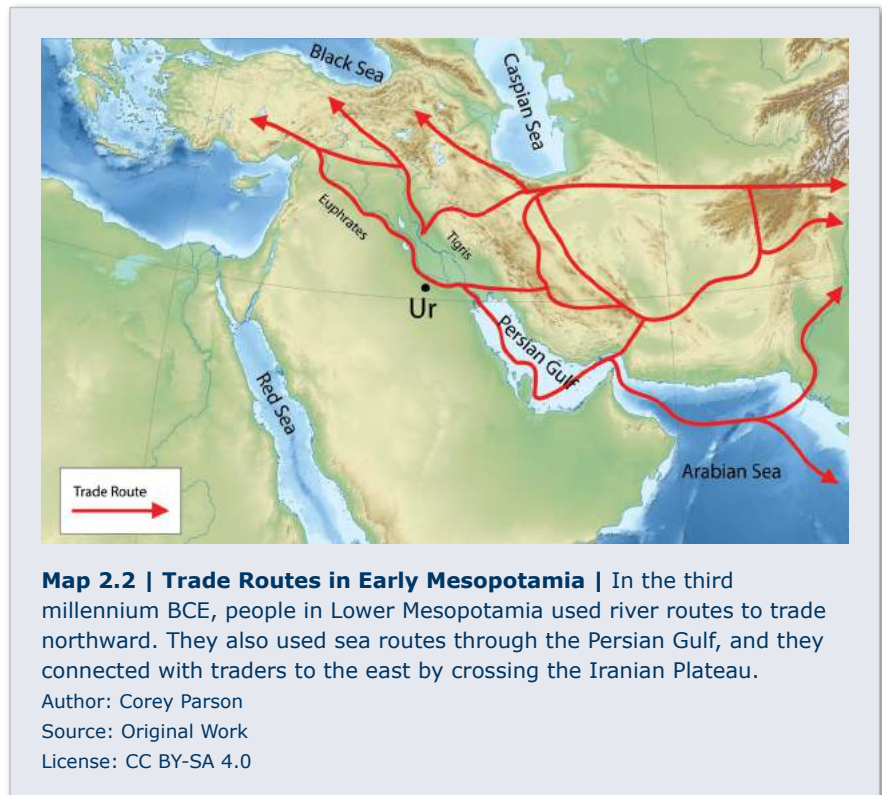 Black Sea
Caspian Sea
Euphrates
Tigris
Ur
Persian Gulf
Red Sea
Arabian Sea
Trade Route
Map 2.2 | Trade Routes in Early Mesopotamia | In the third
millennium BCE, people in Lower Mesopotamia used river routes to trade
northward. They also used sea routes through the Persian Gulf, and they
connected with traders to the east by crossing the Iranian Plateau.
Author: Corey Parson
Source: Original Work
License: CC BY-SA 4.0